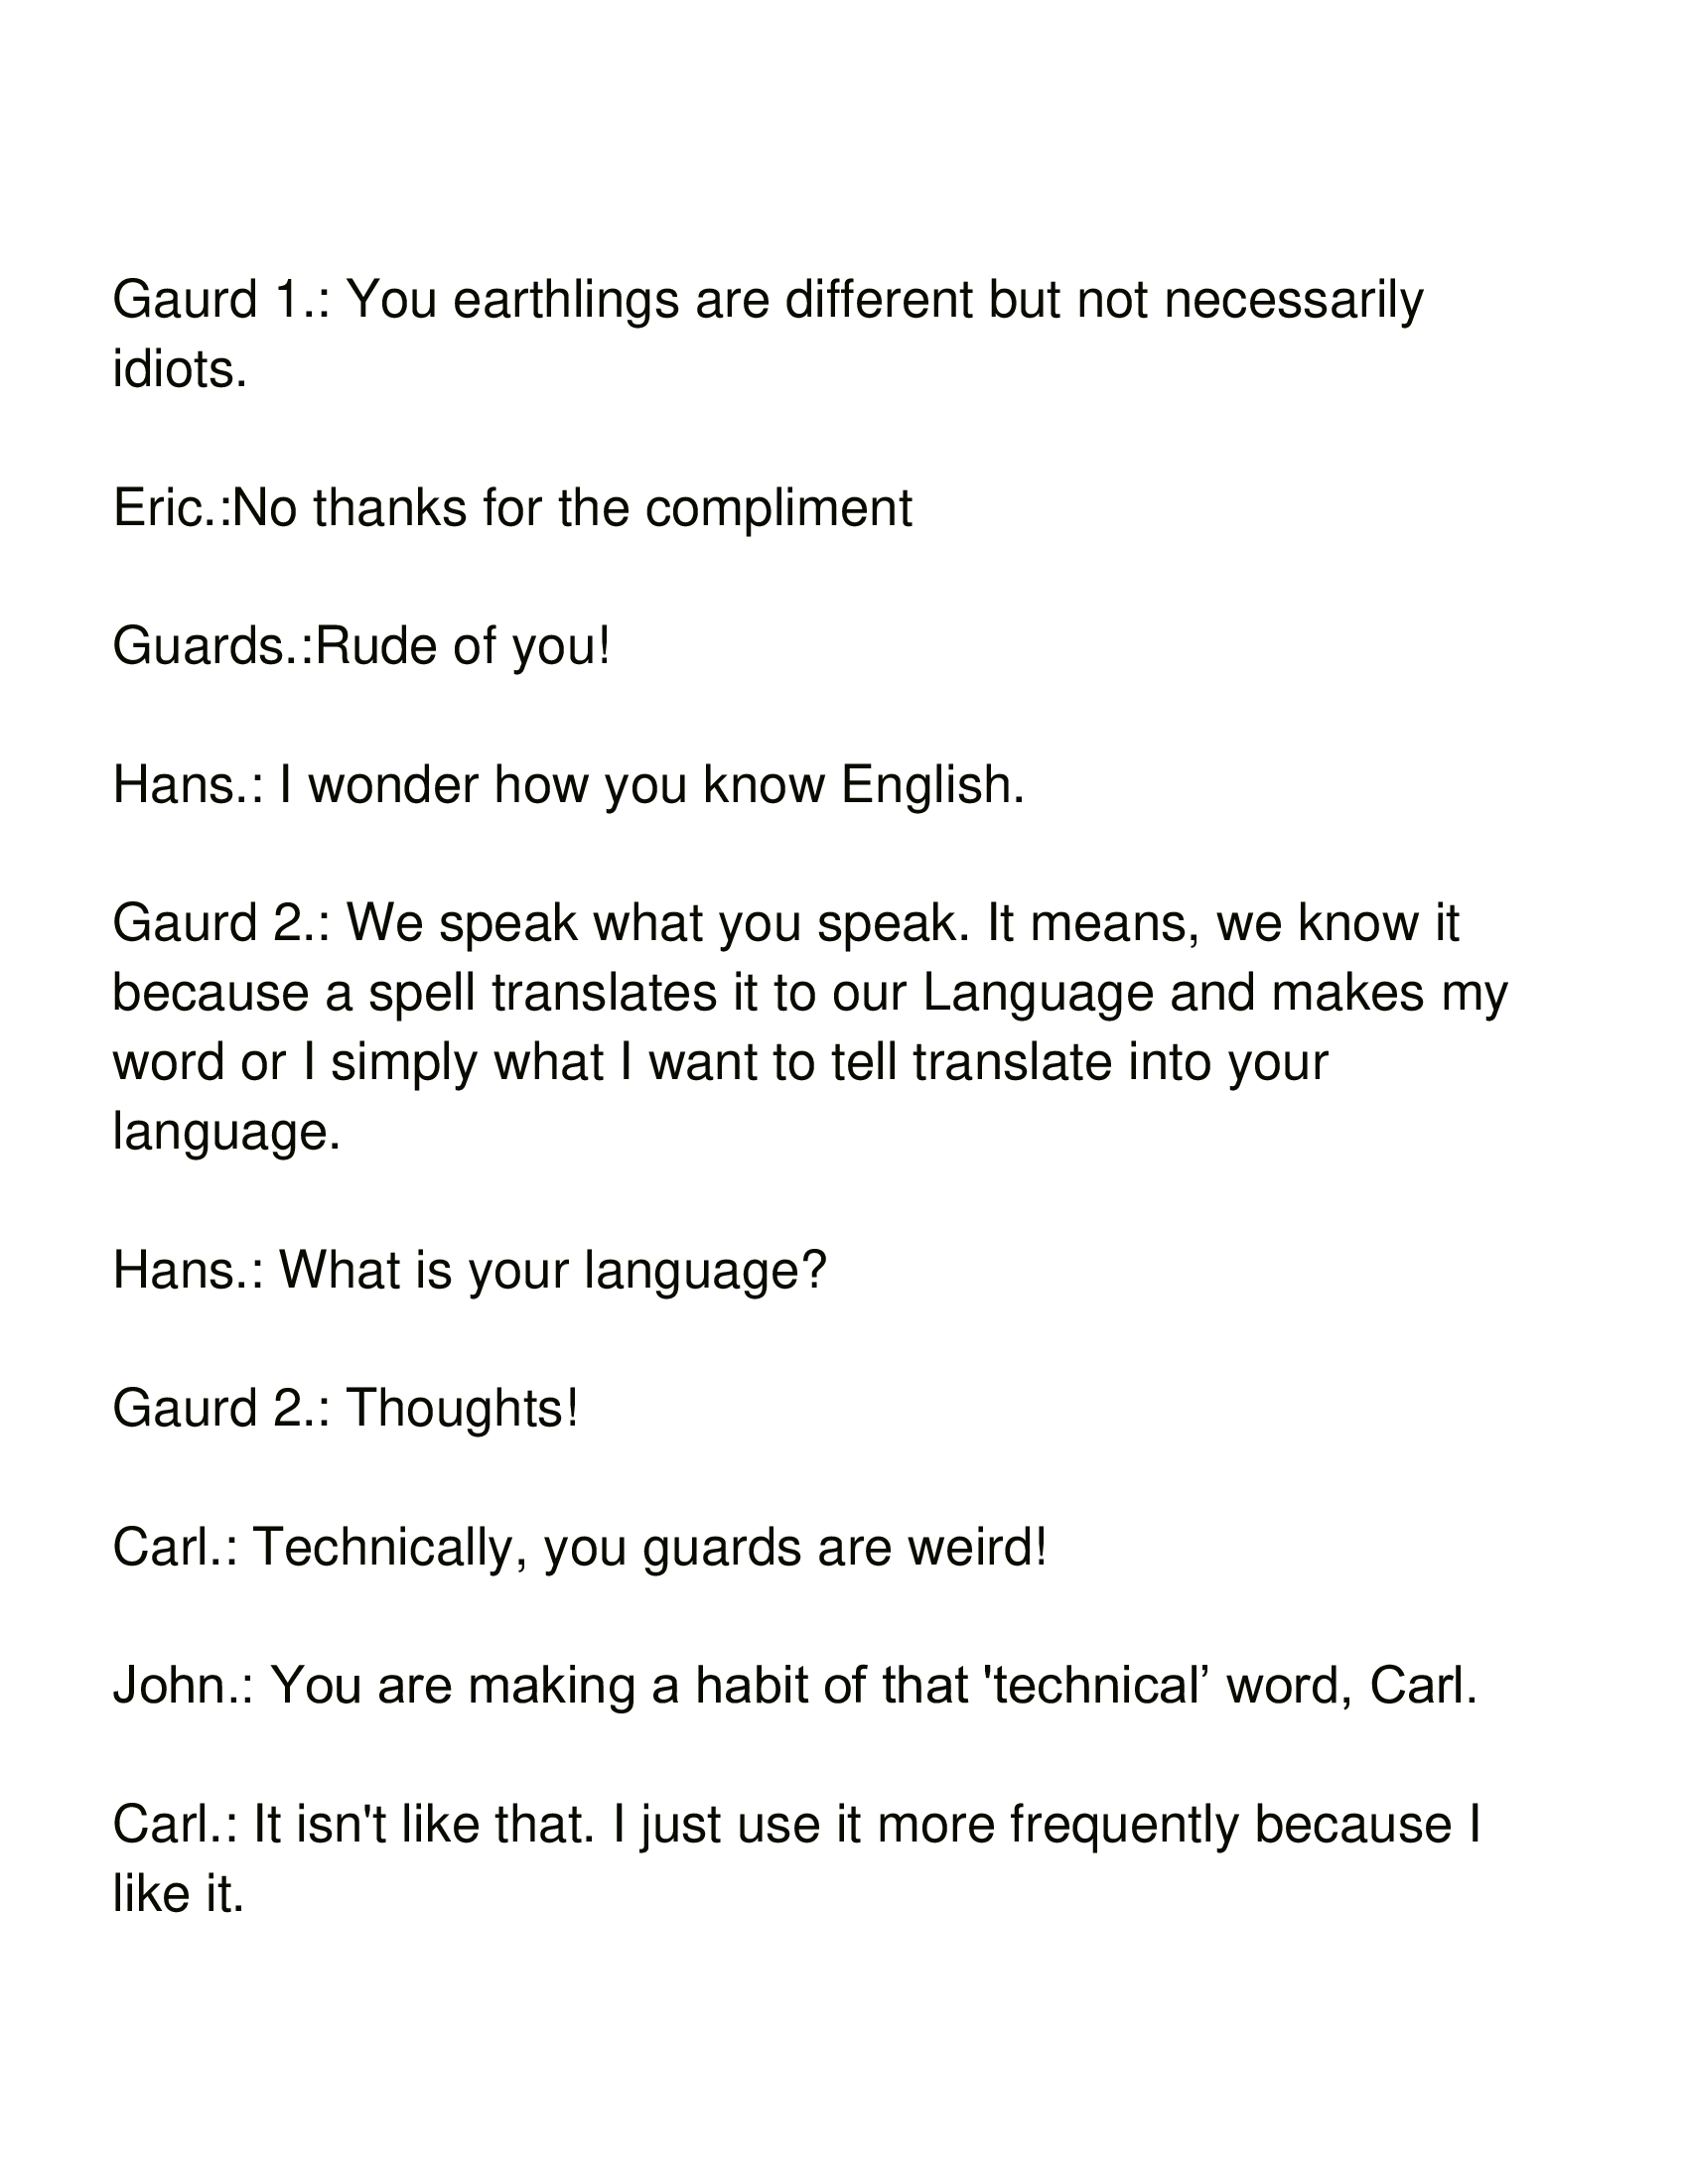 Gaurd 1.: You earthlings are different but not necessarily
idiots.
Eric.:No thanks for the compliment
Guards.:Rude of you!
Hans.: I wonder how you know English.
Gaurd 2.: We speak what you speak. It means, we know it
because a spell translates it to our Language and makes my
word or I simply what I want to tell translate into your
language.
Hans.: What is your language?
Gaurd 2.: Thoughts!
Carl.: Technically, you guards are weird!
John.: You are making a habit of that 'technical’ word, Carl.
Carl.: It isn't like that. I just use it more frequently because I
like it.